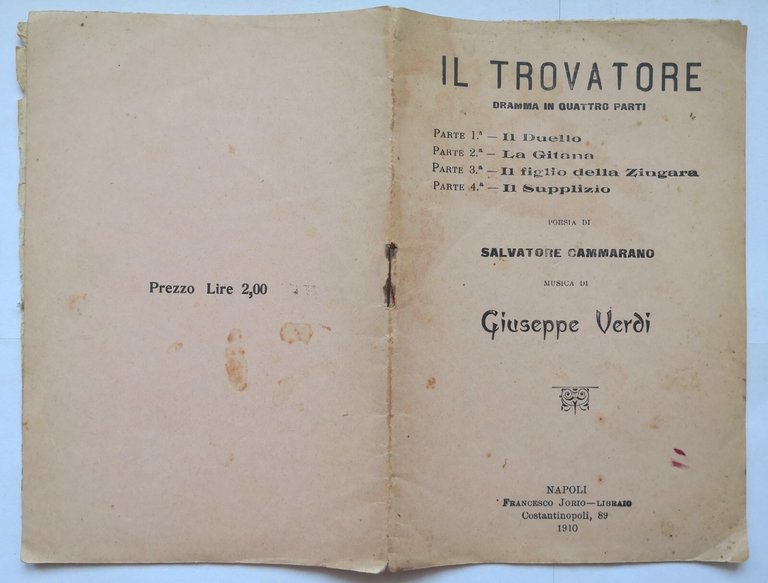 Prezzo Lire 2,00
IL TROVATORE
DRAMMA IN QUATTRO PARTI
PARTE 1.ª — Il Duello
PARTE 2.ª — La Gitana
PARTE 3.ª — Il figlio della Zingara
PARTE 4.ª — Il Supplizio
POESIA DI
SALVATORE CAMMARANO
MUSICA DI
Giuseppe Verdi
NAPOLI
FRANCESCO JORIO—LIBRAIO
Costantinopoli, 89
1910